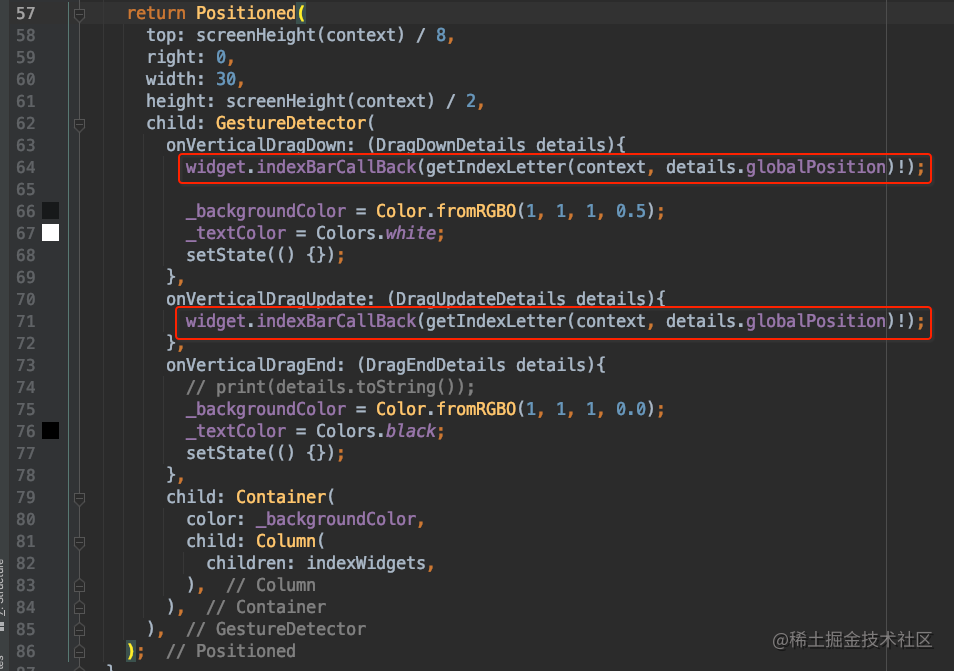 57 return Positioned(
58 top: screenHeight(context) / 8,
59 right: 0,
60 width: 30,
61 height: screenHeight(context) / 2,
62 child: GestureDetector(
63 onVerticalDragDown: (DragDownDetails details){
64 widget.indexBarCallBack(getIndexLetter(context, details.globalPosition)!);
65
66 _backgroundColor = Color.fromRGBO(1, 1, 1, 0.5);
67 _textColor = Colors.white;
68 setState(() {});
69 },
70 onVerticalDragUpdate: (DragUpdateDetails details){
71 widget.indexBarCallBack(getIndexLetter(context, details.globalPosition)!);
72 },
73 onVerticalDragEnd: (DragEndDetails details){
74 // print(details.toString());
75 _backgroundColor = Color.fromRGBO(1, 1, 1, 0.0);
76 _textColor = Colors.black;
77 setState(() {});
78 },
79 child: Container(
80 color: _backgroundColor,
81 child: Column(
82 children: indexWidgets,
83 ), // Column
84 ), // Container
85 ), // GestureDetector
86 ); // Positioned
87 }
Z: Structure
@稀土掘金技术社区